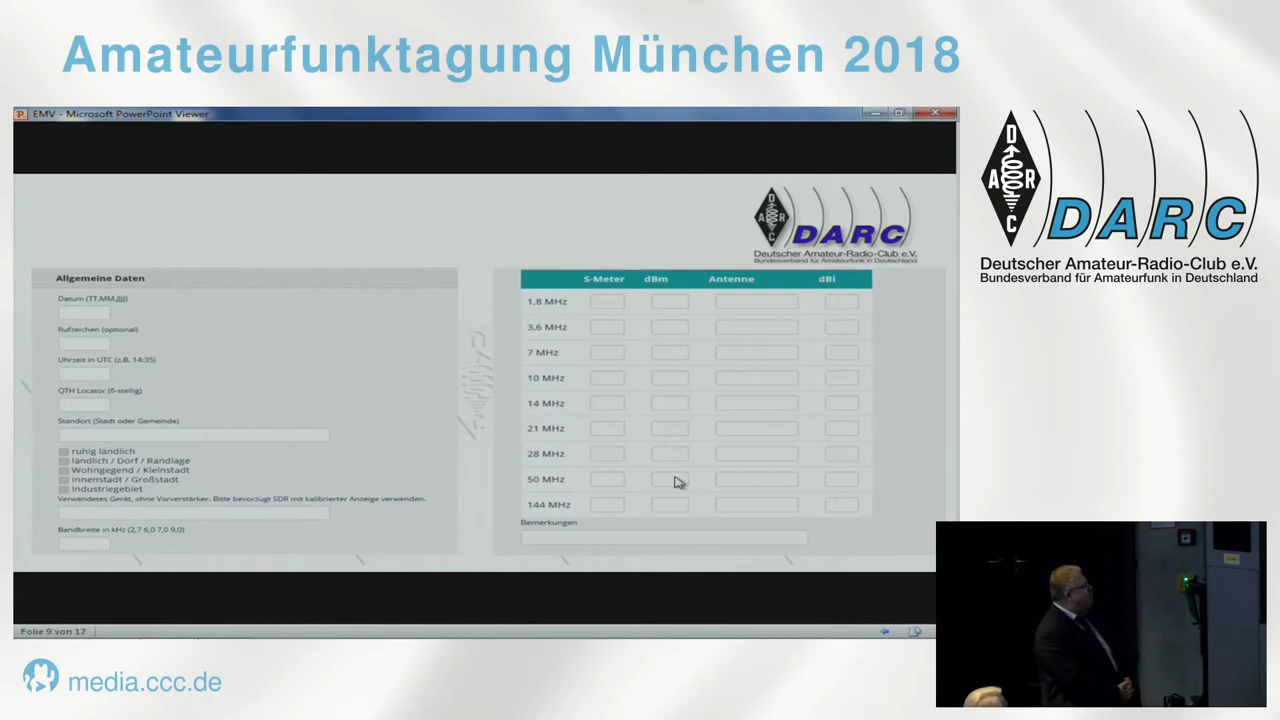 Amateurfunktagung München 2018
EMV - Microsoft PowerPoint Viewer
D
A R
C
DARC
Deutscher Amateur-Radio-Club e.V.
Bundesverband für Amateurfunk in Deutschland
D
A R
C
DARC
Deutscher Amateur-Radio-Club e.V.
Bundesverband für Amateurfunk in Deutschland
Allgemeine Daten
Datum (TT.MM.JJJJ)
Rufzeichen (optional)
Uhrzeit in UTC (z.B. 14:35)
QTH Locator (6-stellig)
Standort (Stadt oder Gemeinde)
ruhig ländlich
ländlich / Dorf / Randlage
Wohngegend / Kleinstadt
Innenstadt / Großstadt
Industriegebiet
Verwendetes Gerät, ohne Vorverstärker. Bitte bevorzugt SDR mit kalibrierter Anzeige verwenden.
Bandbreite in kHz (2,7 6,0 7,0 9,0)
S-Meter dBm Antenne dBi
1,8 MHz
3,6 MHz
7 MHz
10 MHz
14 MHz
21 MHz
28 MHz
50 MHz
144 MHz
Bemerkungen
Folie 9 von 17
media.ccc.de